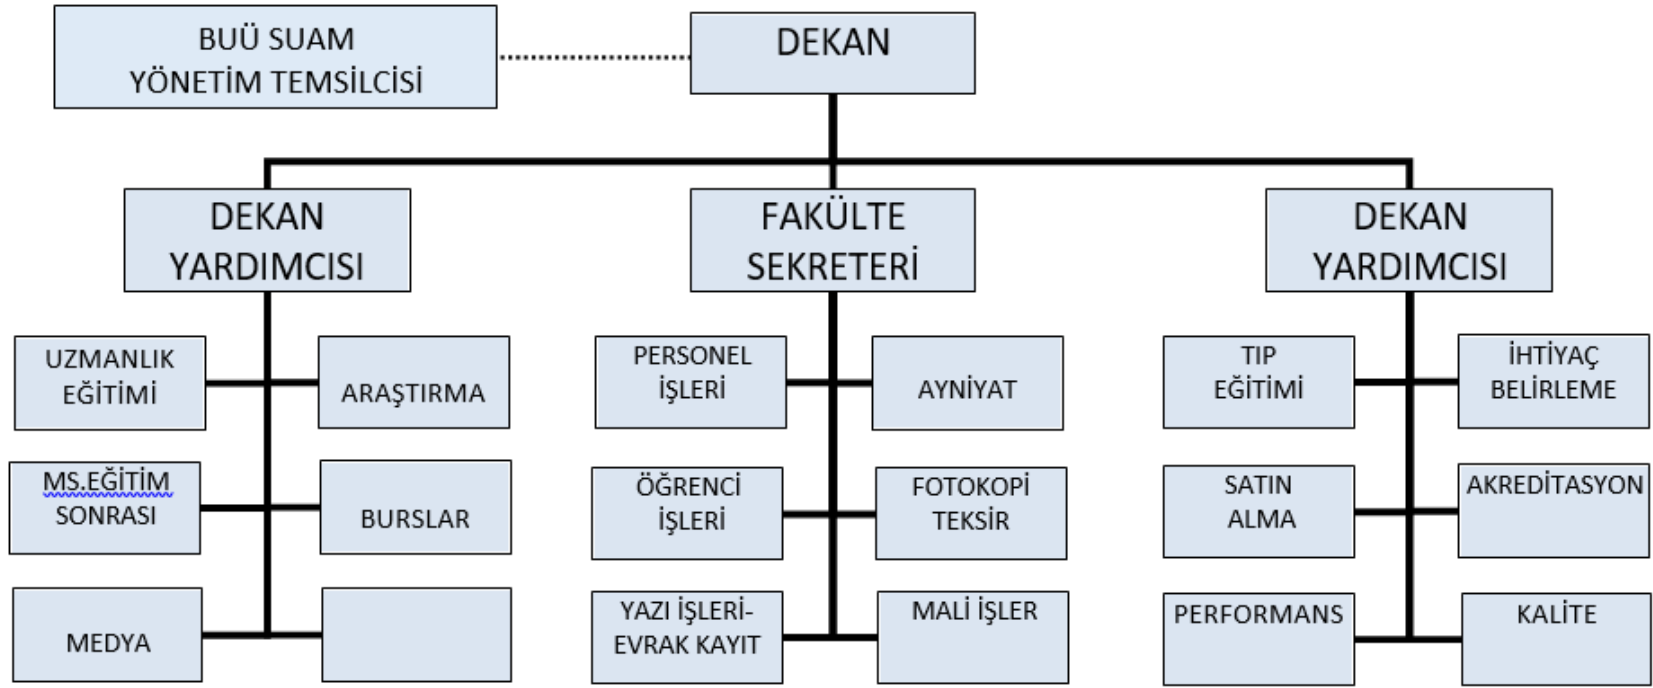 BUÜ SUAM
YÖNETİM TEMSİLCİSİ
DEKAN
DEKAN
YARDIMCISI
FAKÜLTE
SEKRETERİ
DEKAN
YARDIMCISI
UZMANLIK
EĞİTİMİ
ARAŞTIRMA
PERSONEL
İŞLERİ
AYNİYAT
TIP
EĞİTİMİ
İHTİYAÇ
BELİRLEME
MS.EĞİTİM
SONRASI
BURSLAR
ÖĞRENCİ
İŞLERİ
FOTOKOPİ
TEKSİR
SATIN
ALMA
AKREDİTASYON
MEDYA
YAZI İŞLERİ-
EVRAK KAYIT
MALİ İŞLER
PERFORMANS
KALİTE